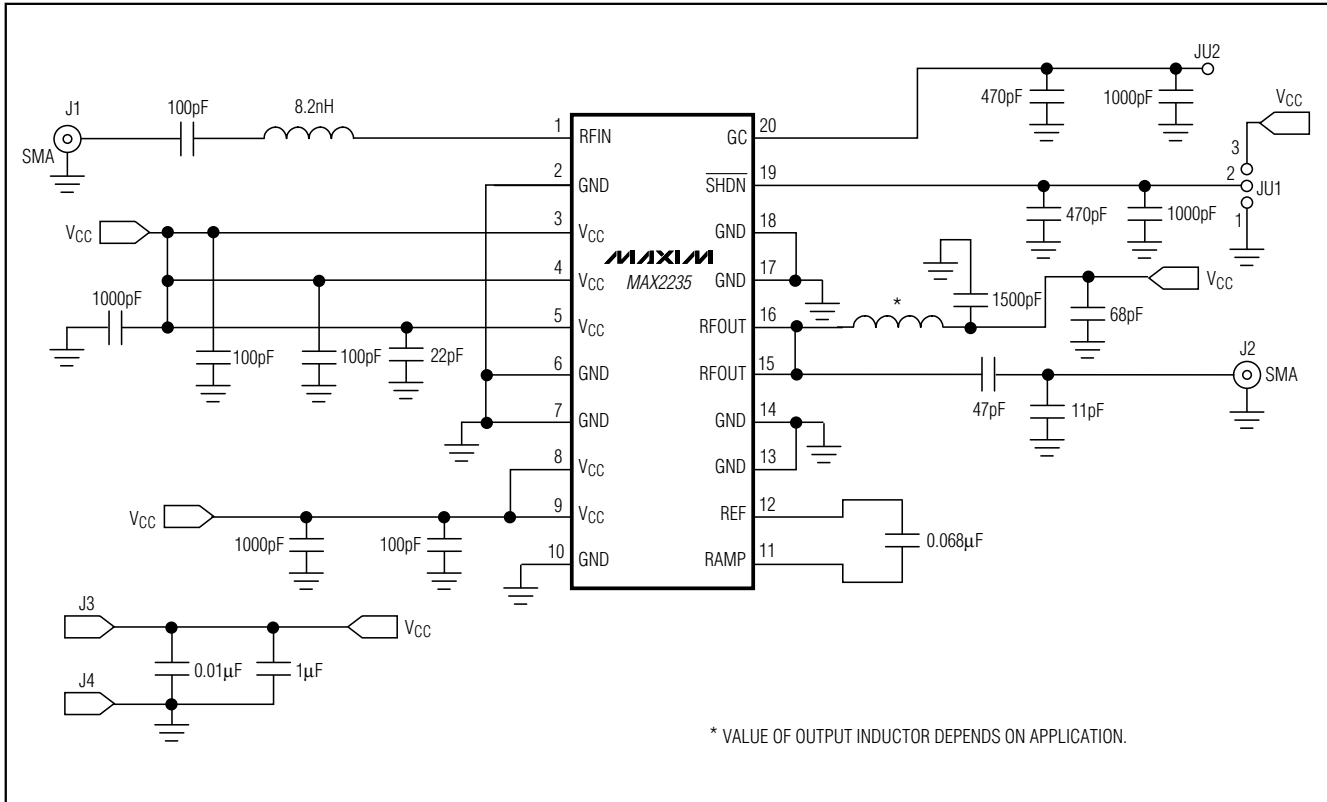 JU2
J1
100pF
8.2nH
470pF
1000pF
VCC
SMA
1
RFIN
GC
20
3
2
GND
SHDN
19
2
JU1
VCC
3
VCC
470pF
1000pF
1
MAXIM
MAX2235
GND
18
4
VCC
GND
17
1000pF
*
1500pF
VCC
5
VCC
RFOUT
16
68pF
100pF
100pF
22pF
6
GND
RFOUT
15
J2
SMA
47pF
11pF
7
GND
GND
14
8
VCC
GND
13
VCC
9
VCC
REF
12
1000pF
100pF
0.068µF
10
GND
RAMP
11
J3
VCC
0.01µF
1µF
J4
* VALUE OF OUTPUT INDUCTOR DEPENDS ON APPLICATION.